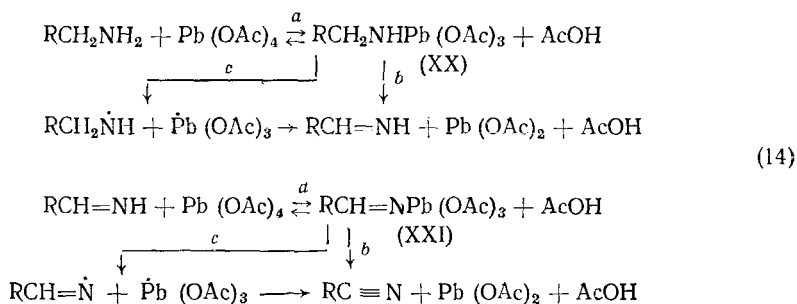 a
RCH₂NH₂ + Pb (OAc)₄ ⇄ RCH₂NHPb (OAc)₃ + AcOH
c (XX)
b
RCH₂ṄH + Ṗb (OAc)₃ → RCH=NH + Pb (OAc)₂ + AcOH
(14)
a
RCH=NH + Pb (OAc)₄ ⇄ RCH=NPb (OAc)₃ + AcOH
c (XXI)
b
RCH=Ṅ + Ṗb (OAc)₃ ⟶ RC≡N + Pb (OAc)₂ + AcOH